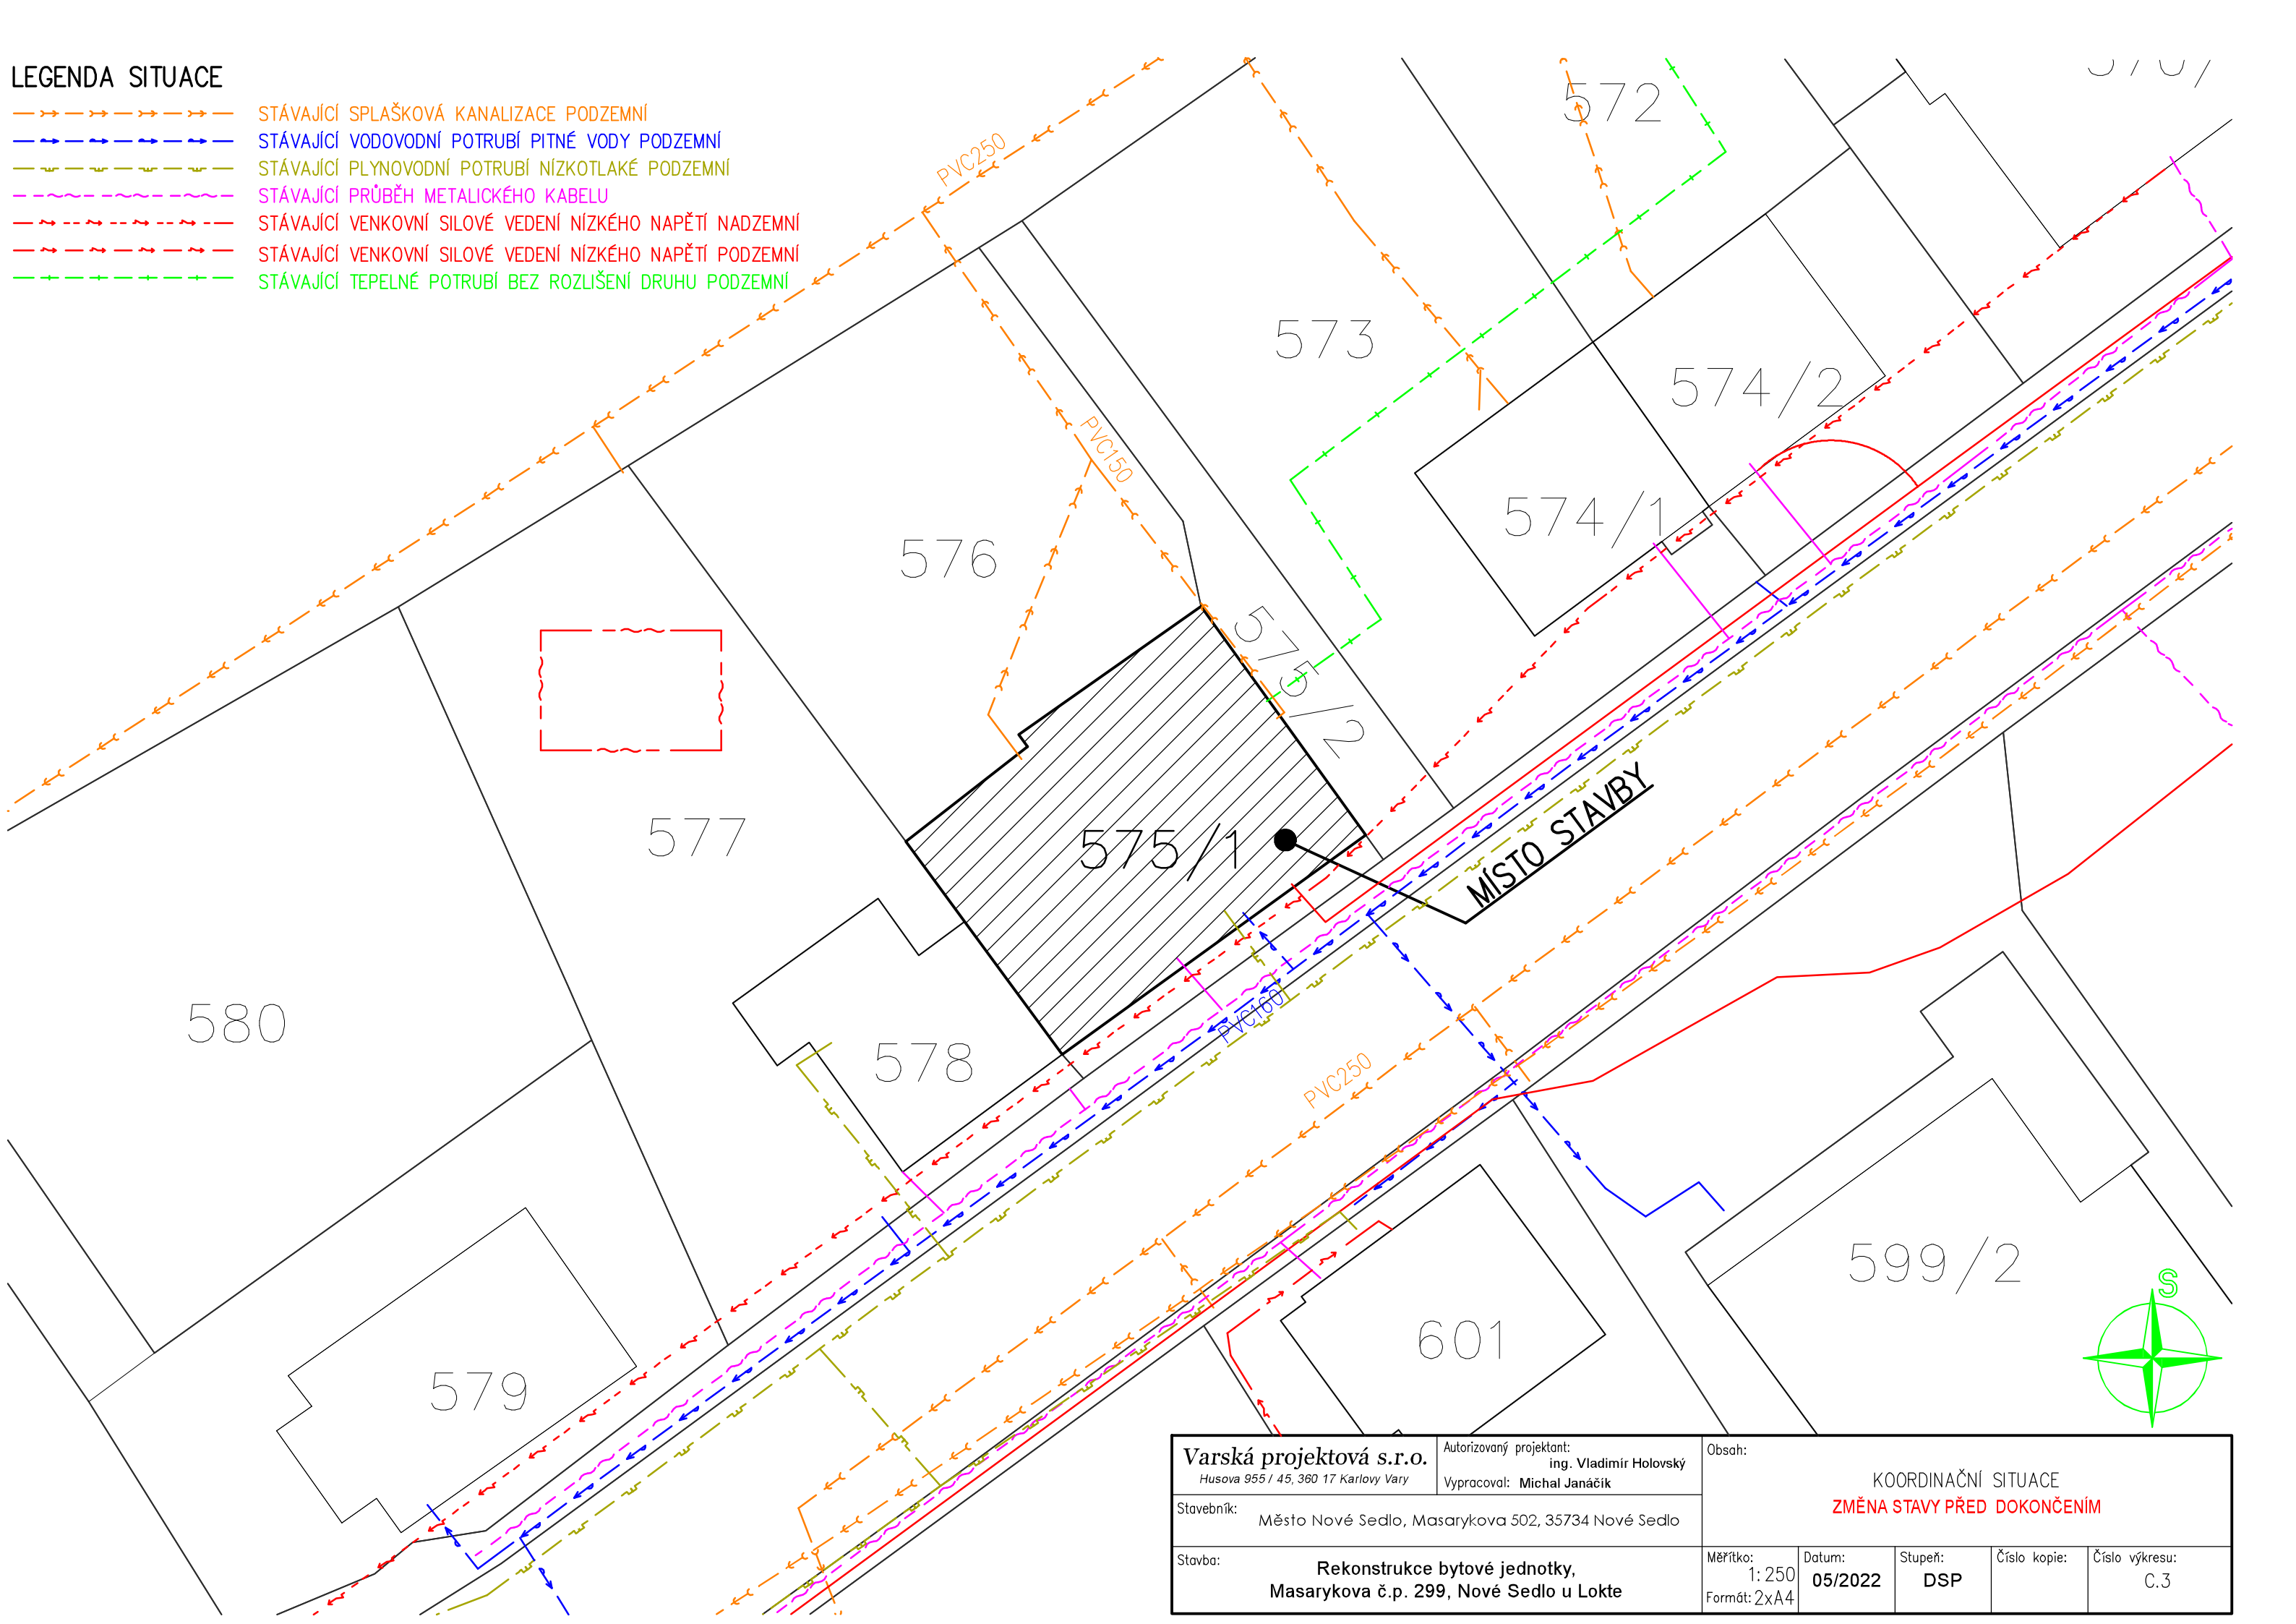 LEGENDA SITUACE
STÁVAJÍCÍ SPLAŠKOVÁ KANALIZACE PODZEMNÍ
STÁVAJÍCÍ VODOVODNÍ POTRUBÍ PITNÉ VODY PODZEMNÍ
STÁVAJÍCÍ PLYNOVODNÍ POTRUBÍ NÍZKOTLAKÉ PODZEMNÍ
STÁVAJÍCÍ PRŮBĚH METALICKÉHO KABELU
STÁVAJÍCÍ VENKOVNÍ SILOVÉ VEDENÍ NÍZKÉHO NAPĚTÍ NADZEMNÍ
STÁVAJÍCÍ VENKOVNÍ SILOVÉ VEDENÍ NÍZKÉHO NAPĚTÍ PODZEMNÍ
STÁVAJÍCÍ TEPELNÉ POTRUBÍ BEZ ROZLIŠENÍ DRUHU PODZEMNÍ
572
PVC250
573
574/2
PVC150
574/1
576
575/2
577
575/1
MÍSTO STAVBY
580
PVC160
578
PVC250
599/2
S
601
579
Varská projektová s.r.o.
Husova 955 / 45, 360 17 Karlovy Vary
Autorizovaný projektant:
ing. Vladimír Holovský
Vypracoval: Michal Janáčík
Obsah:
KOORDINAČNÍ SITUACE
ZMĚNA STAVY PŘED DOKONČENÍM
Stavebník:
Město Nové Sedlo, Masarykova 502, 35734 Nové Sedlo
Stavba:
Rekonstrukce bytové jednotky,
Masarykova č.p. 299, Nové Sedlo u Lokte
Měřítko:
1:250
Formát: 2xA4
Datum:
05/2022
Stupeň:
DSP
Číslo kopie:
Číslo výkresu:
C.3